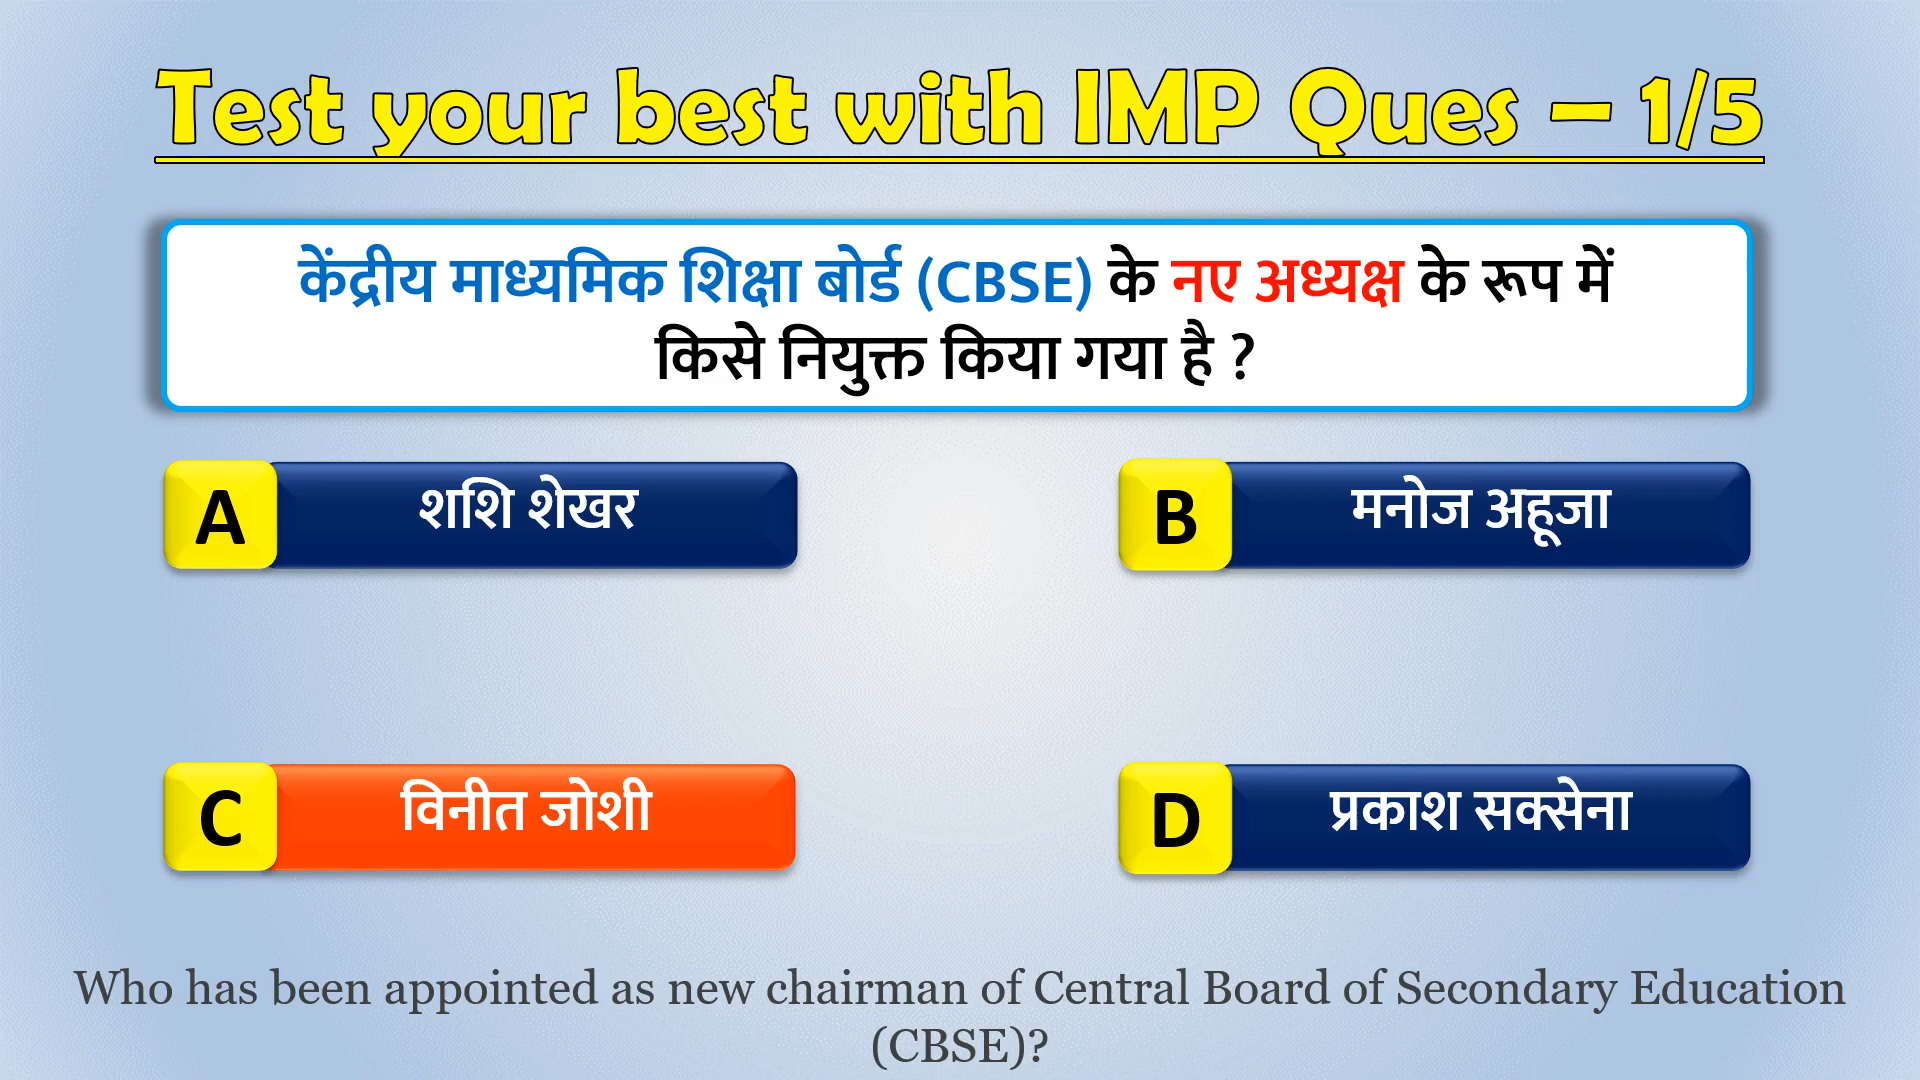 Test your best with IMP Ques – 1/5
केंद्रीय माध्यमिक शिक्षा बोर्ड (CBSE) के नए अध्यक्ष के रूप में
किसे नियुक्त किया गया है ?
A शशि शेखर
B मनोज अहूजा
C विनीत जोशी
D प्रकाश सक्सेना
Who has been appointed as new chairman of Central Board of Secondary Education
(CBSE)?